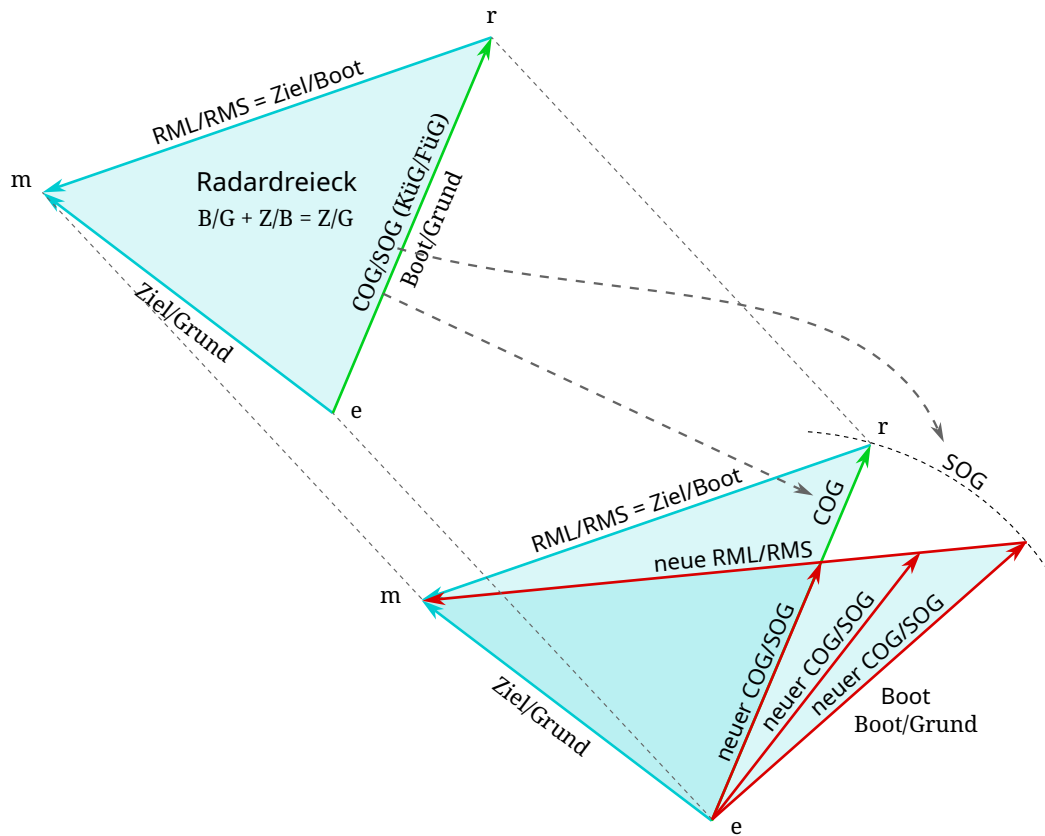 r
RML/RMS = Ziel/Boot
m
Radardreieck
B/G + Z/B = Z/G
COG/SOG (KüG/FüG)
Boot/Grund
Ziel/Grund
e
r
SOG
RML/RMS = Ziel/Boot
COG
neue RML/RMS
m
neuer COG/SOG
neuer COG/SOG
neuer COG/SOG
Ziel/Grund
Boot
Boot/Grund
e